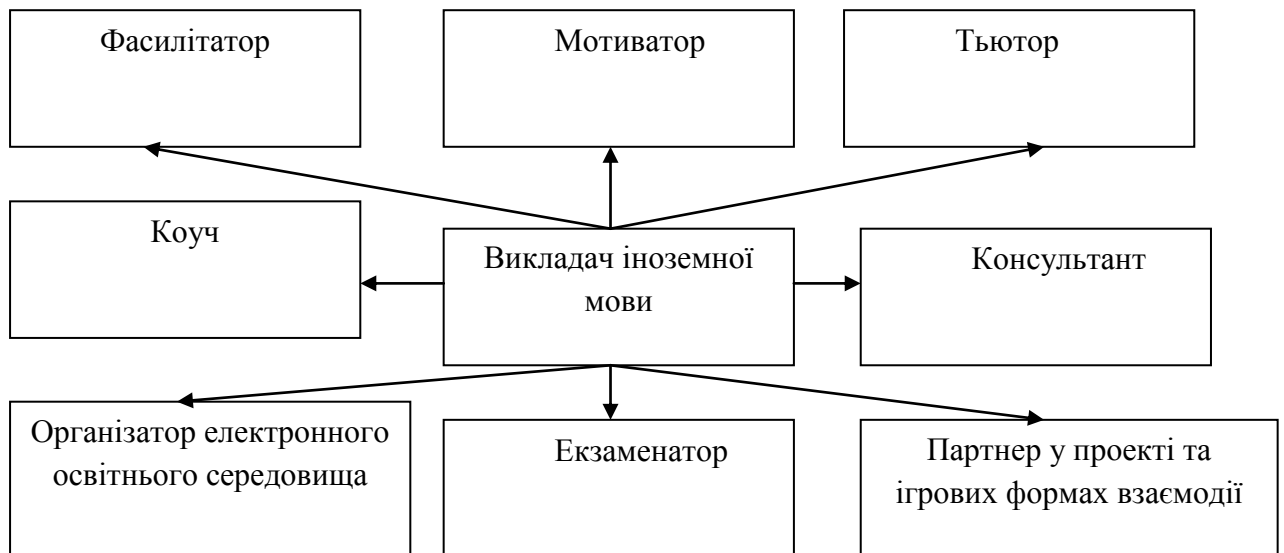 Фасилітатор
Мотиватор
Тьютор
Коуч
Викладач іноземної
мови
Консультант
Організатор електронного
освітнього середовища
Екзаменатор
Партнер у проекті та
ігрових формах взаємодії